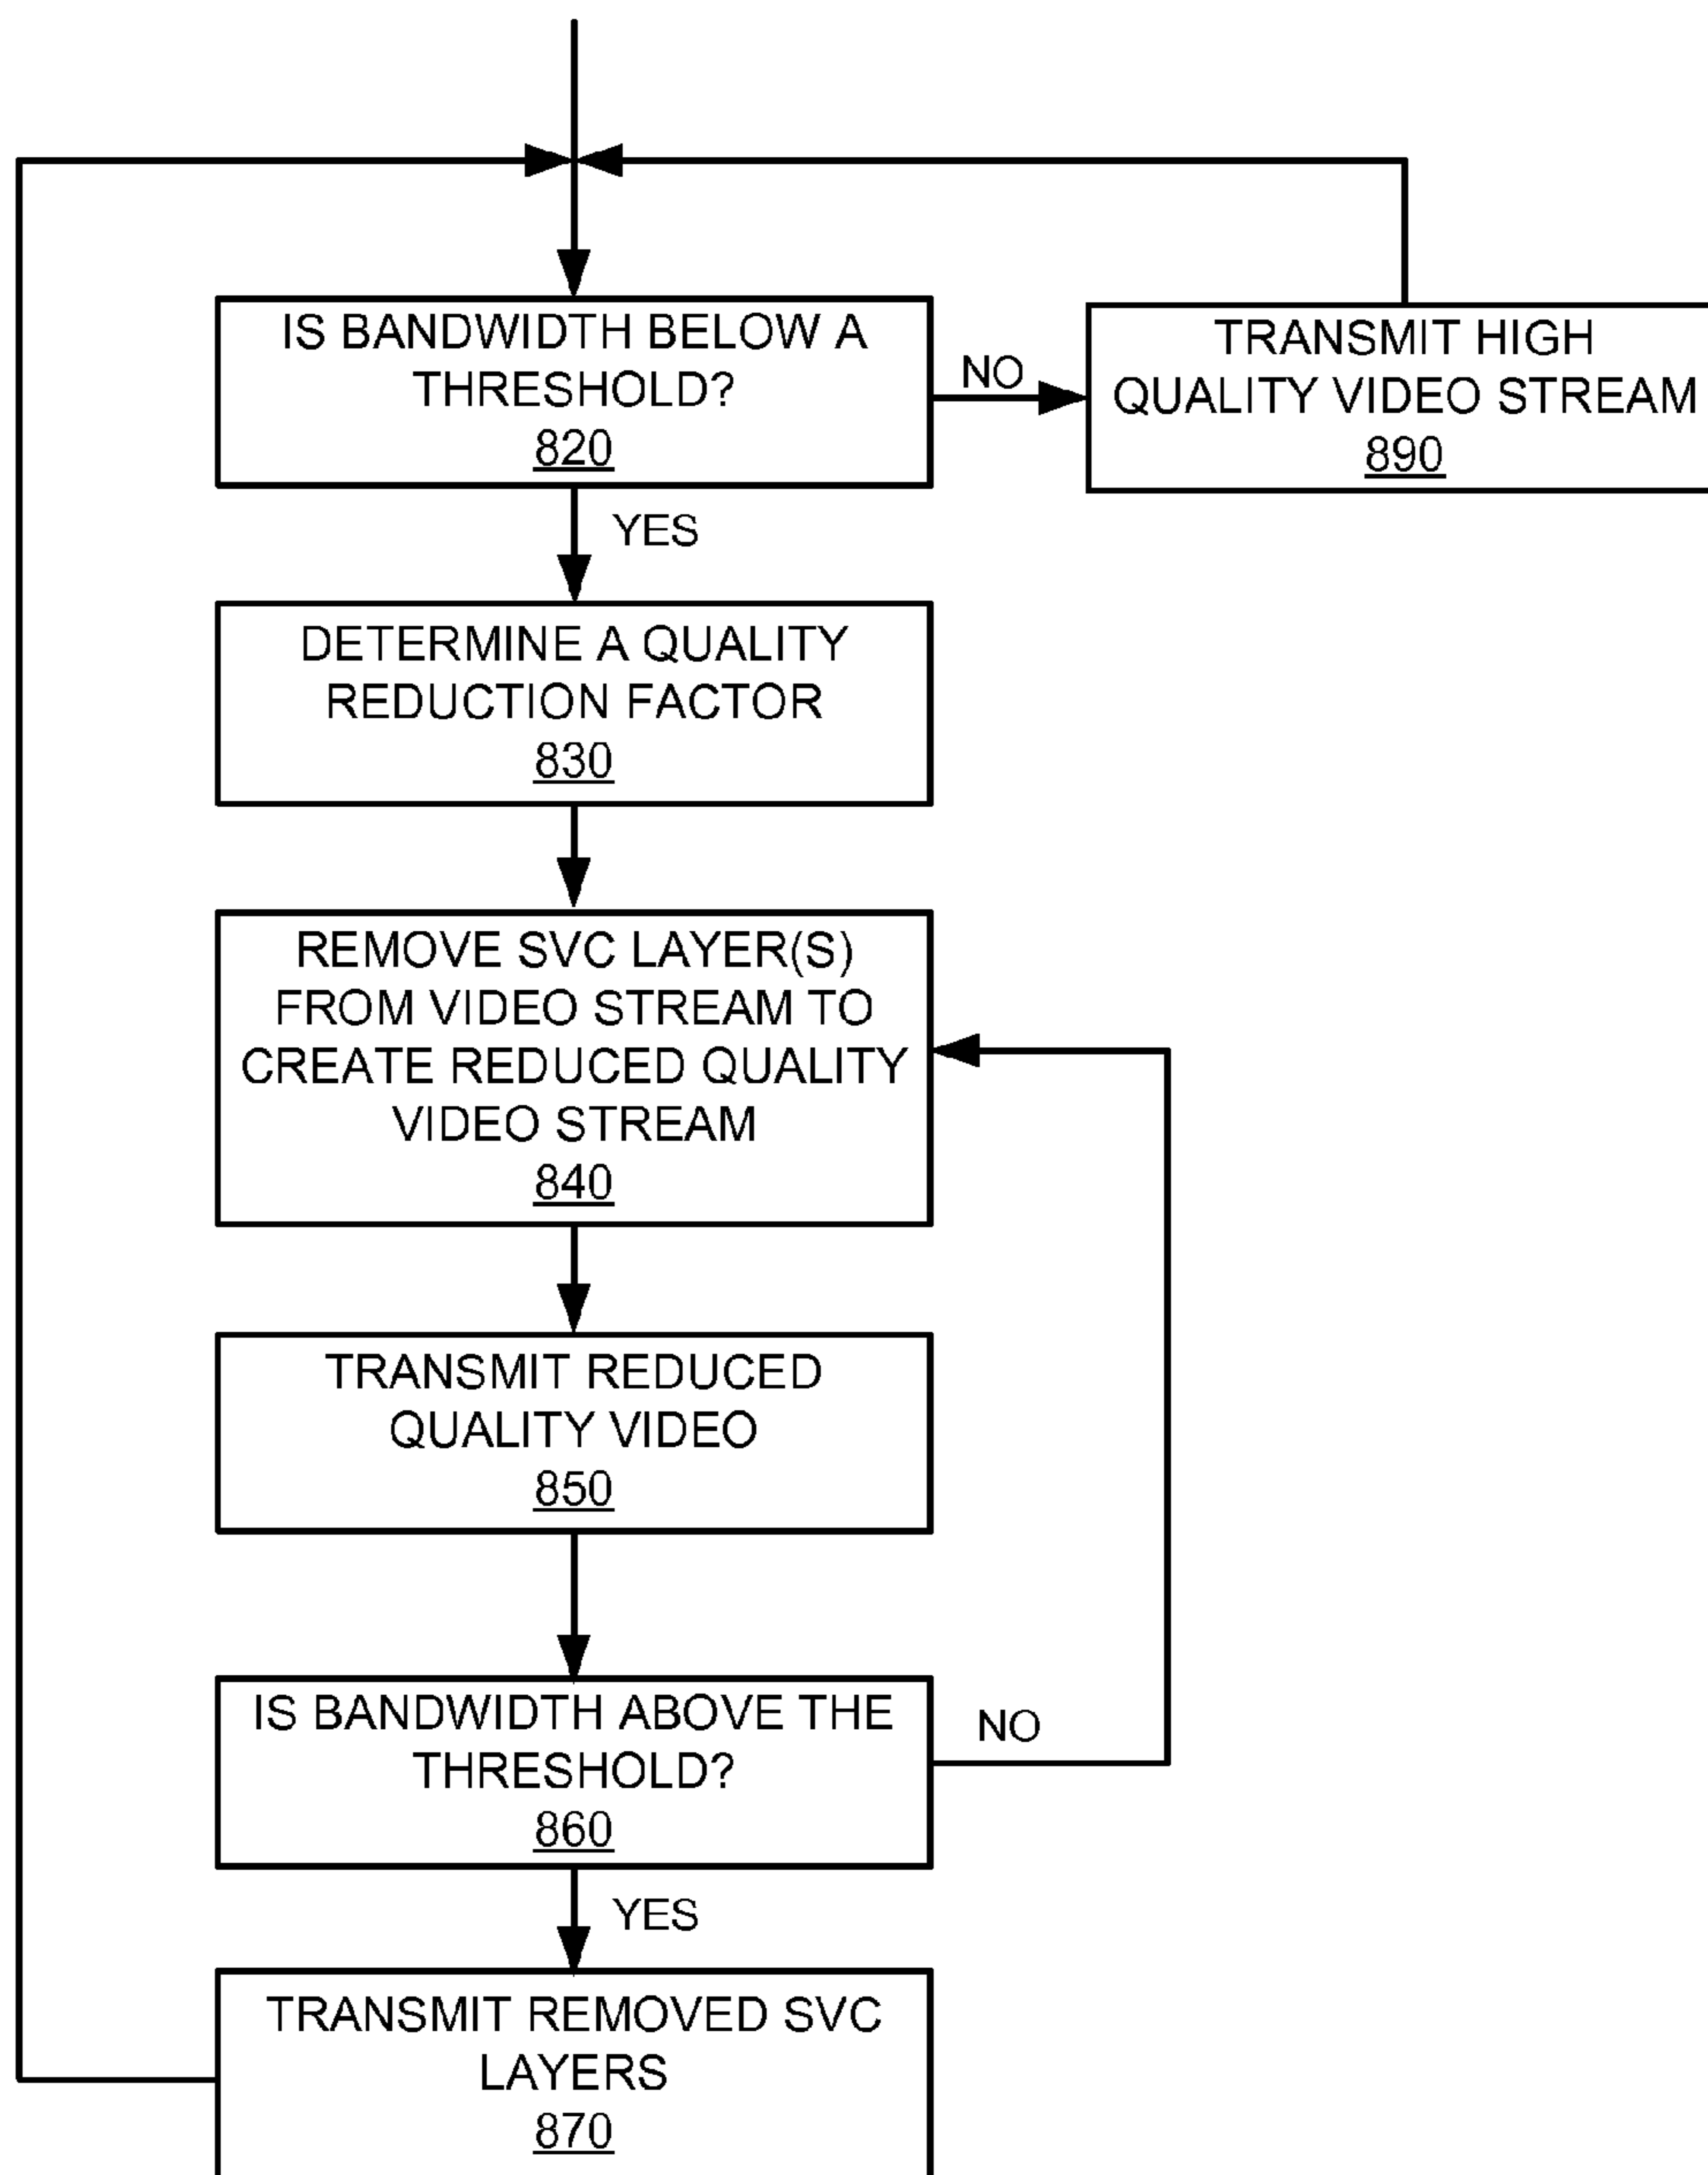 IS BANDWIDTH BELOW A
THRESHOLD?
820
NO
TRANSMIT HIGH
QUALITY VIDEO STREAM
890
YES
DETERMINE A QUALITY
REDUCTION FACTOR
830
REMOVE SVC LAYER(S)
FROM VIDEO STREAM TO
CREATE REDUCED QUALITY
VIDEO STREAM
840
TRANSMIT REDUCED
QUALITY VIDEO
850
IS BANDWIDTH ABOVE THE
THRESHOLD?
860
NO
YES
TRANSMIT REMOVED SVC
LAYERS
870